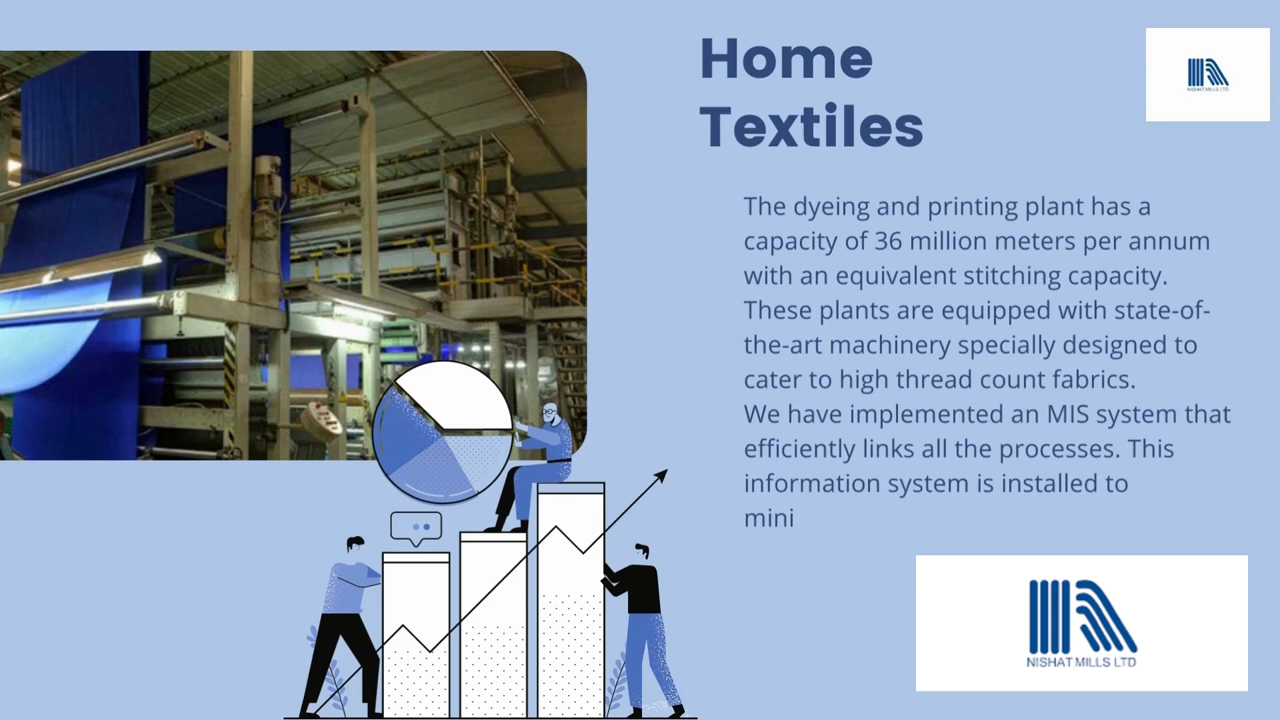 Home
Textiles
NISHAT MILLS LTD
The dyeing and printing plant has a
capacity of 36 million meters per annum
with an equivalent stitching capacity.
These plants are equipped with state-of-
the-art machinery specially designed to
cater to high thread count fabrics.
We have implemented an MIS system that
efficiently links all the processes. This
information system is installed to
mini
NISHAT MILLS LTD